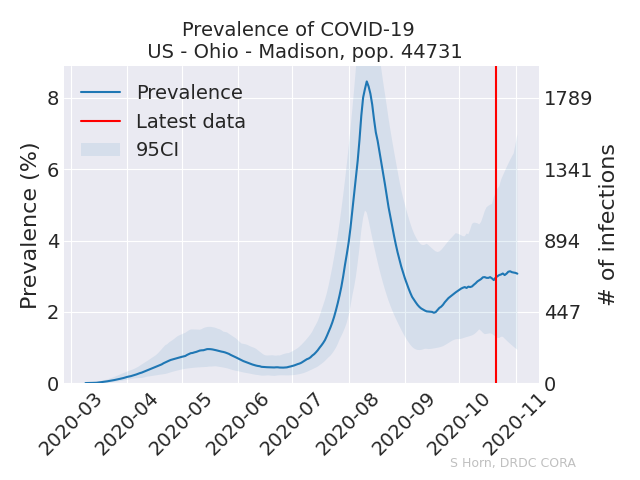 Prevalence of COVID-19
US - Ohio - Madison, pop. 44731
Prevalence
Latest data
95CI
Prevalence (%)
8
6
4
2
0
1789
1341
894
447
0
# of infections
2020-03
2020-04
2020-05
2020-06
2020-07
2020-08
2020-09
2020-10
2020-11
S Horn, DRDC CORA